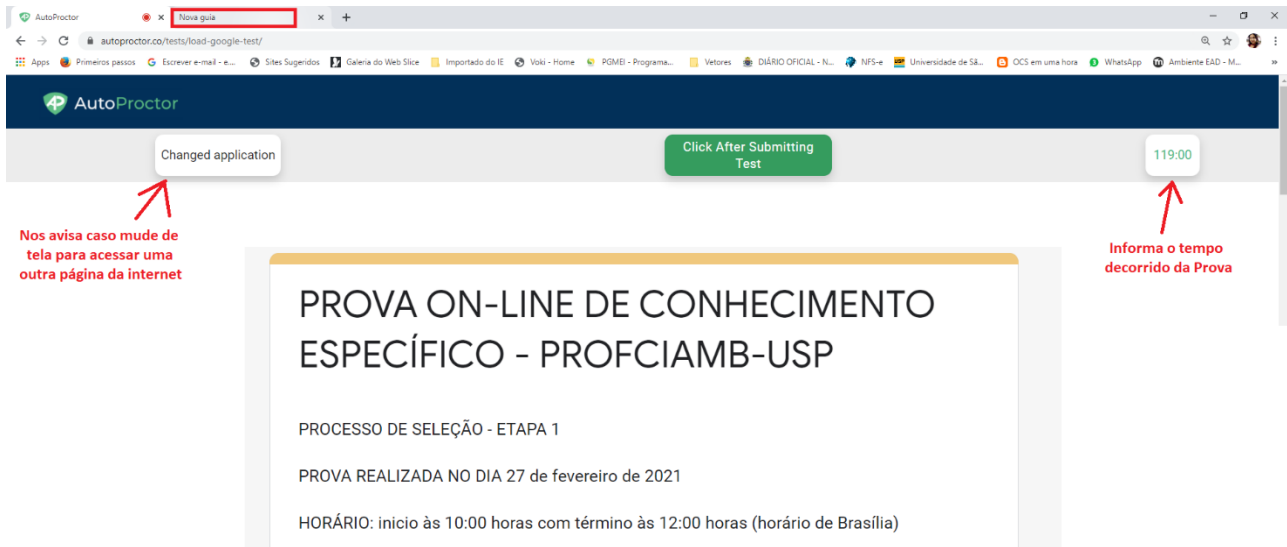 AutoProctor
Nova guia
autoproctor.co/tests/load-google-test/
Apps Primeiros passos Escrever e-mail - e... Sites Sugeridos Galeria do Web Slice Importado do IE Voki - Home PGMEI - Programa... Vetores DIÁRIO OFICIAL - N... NFS-e Universidade de Sã... OCS em uma hora WhatsApp Ambiente EAD - M... »
AutoProctor
Changed application
Click After Submitting
Test
119:00
Nos avisa caso mude de
tela para acessar uma
outra página da internet
Informa o tempo
decorrido da Prova
PROVA ON-LINE DE CONHECIMENTO
ESPECÍFICO - PROFCIAMB-USP
PROCESSO DE SELEÇÃO - ETAPA 1
PROVA REALIZADA NO DIA 27 de fevereiro de 2021
HORÁRIO: inicio às 10:00 horas com término às 12:00 horas (horário de Brasília)